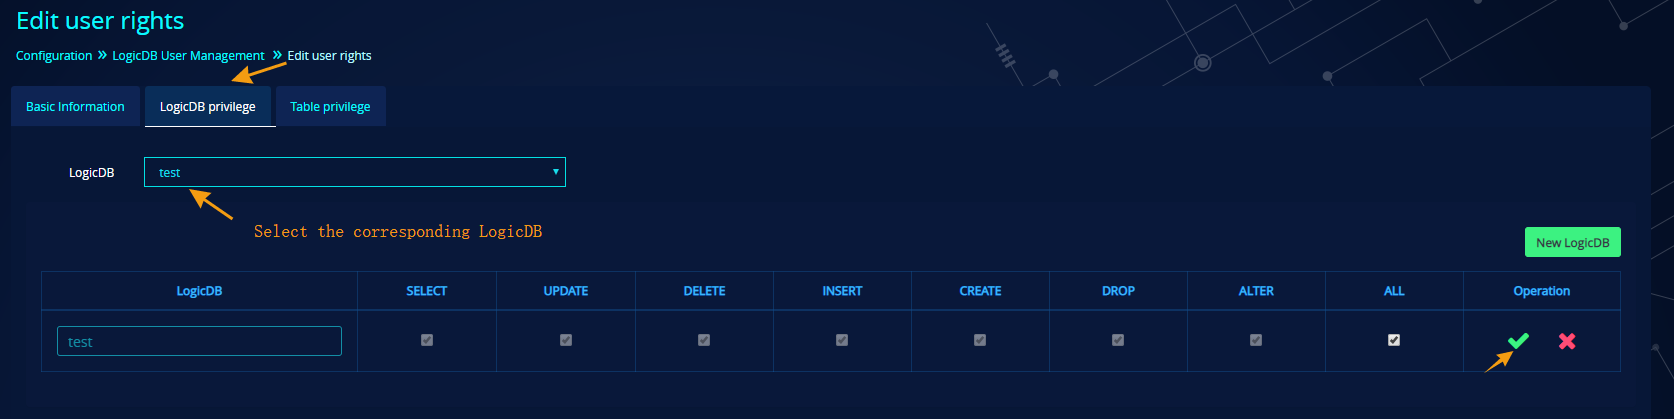 Edit user rights
Configuration » LogicDB User Management » Edit user rights
Basic Information LogicDB privilege Table privilege
LogicDB test
Select the corresponding LogicDB
New LogicDB
LogicDB SELECT UPDATE DELETE INSERT CREATE DROP ALTER ALL Operation
test